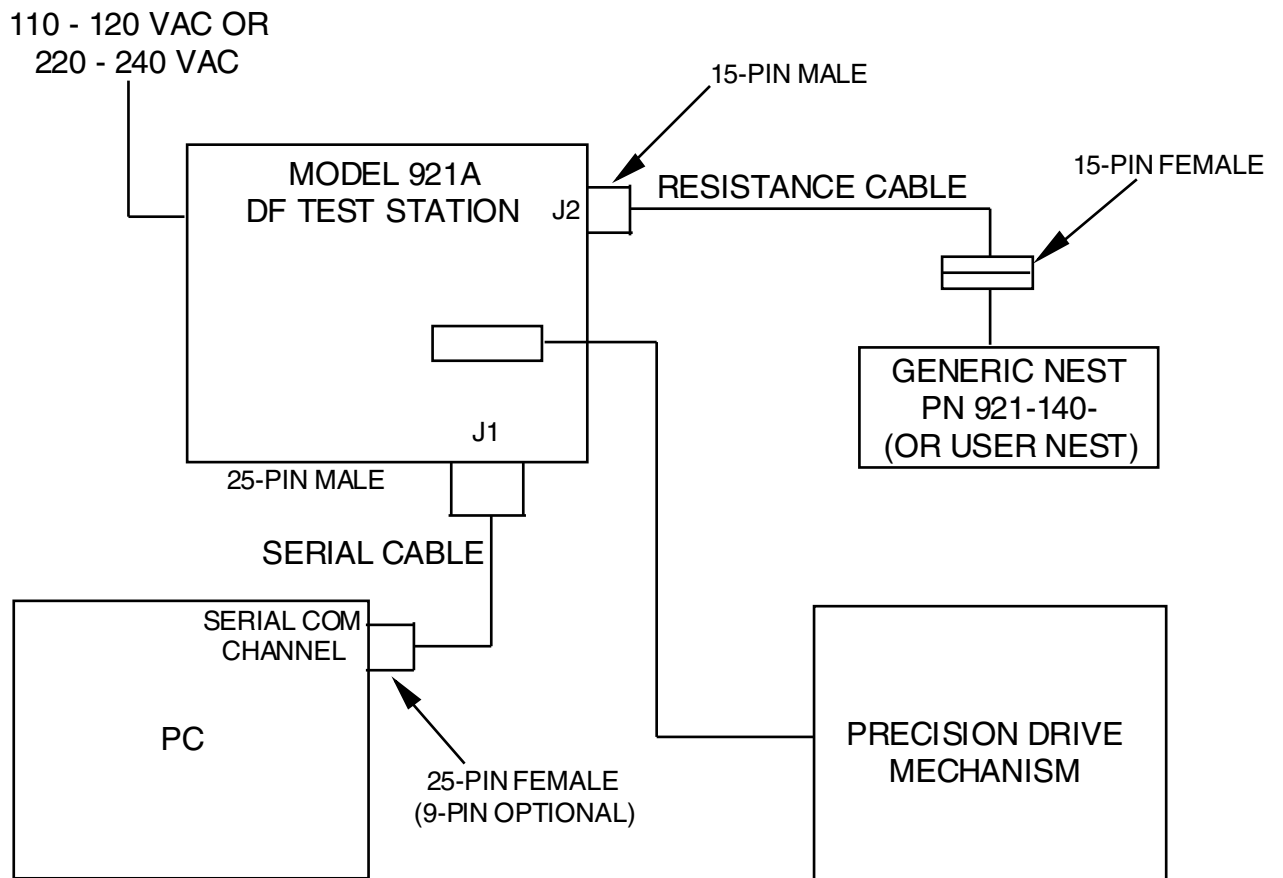 110 - 120 VAC OR
220 - 240 VAC
15-PIN MALE
MODEL 921A
DF TEST STATION
J2
RESISTANCE CABLE
15-PIN FEMALE
GENERIC NEST
PN 921-140-
(OR USER NEST)
J1
25-PIN MALE
SERIAL CABLE
SERIAL COM
CHANNEL
PC
25-PIN FEMALE
(9-PIN OPTIONAL)
PRECISION DRIVE
MECHANISM